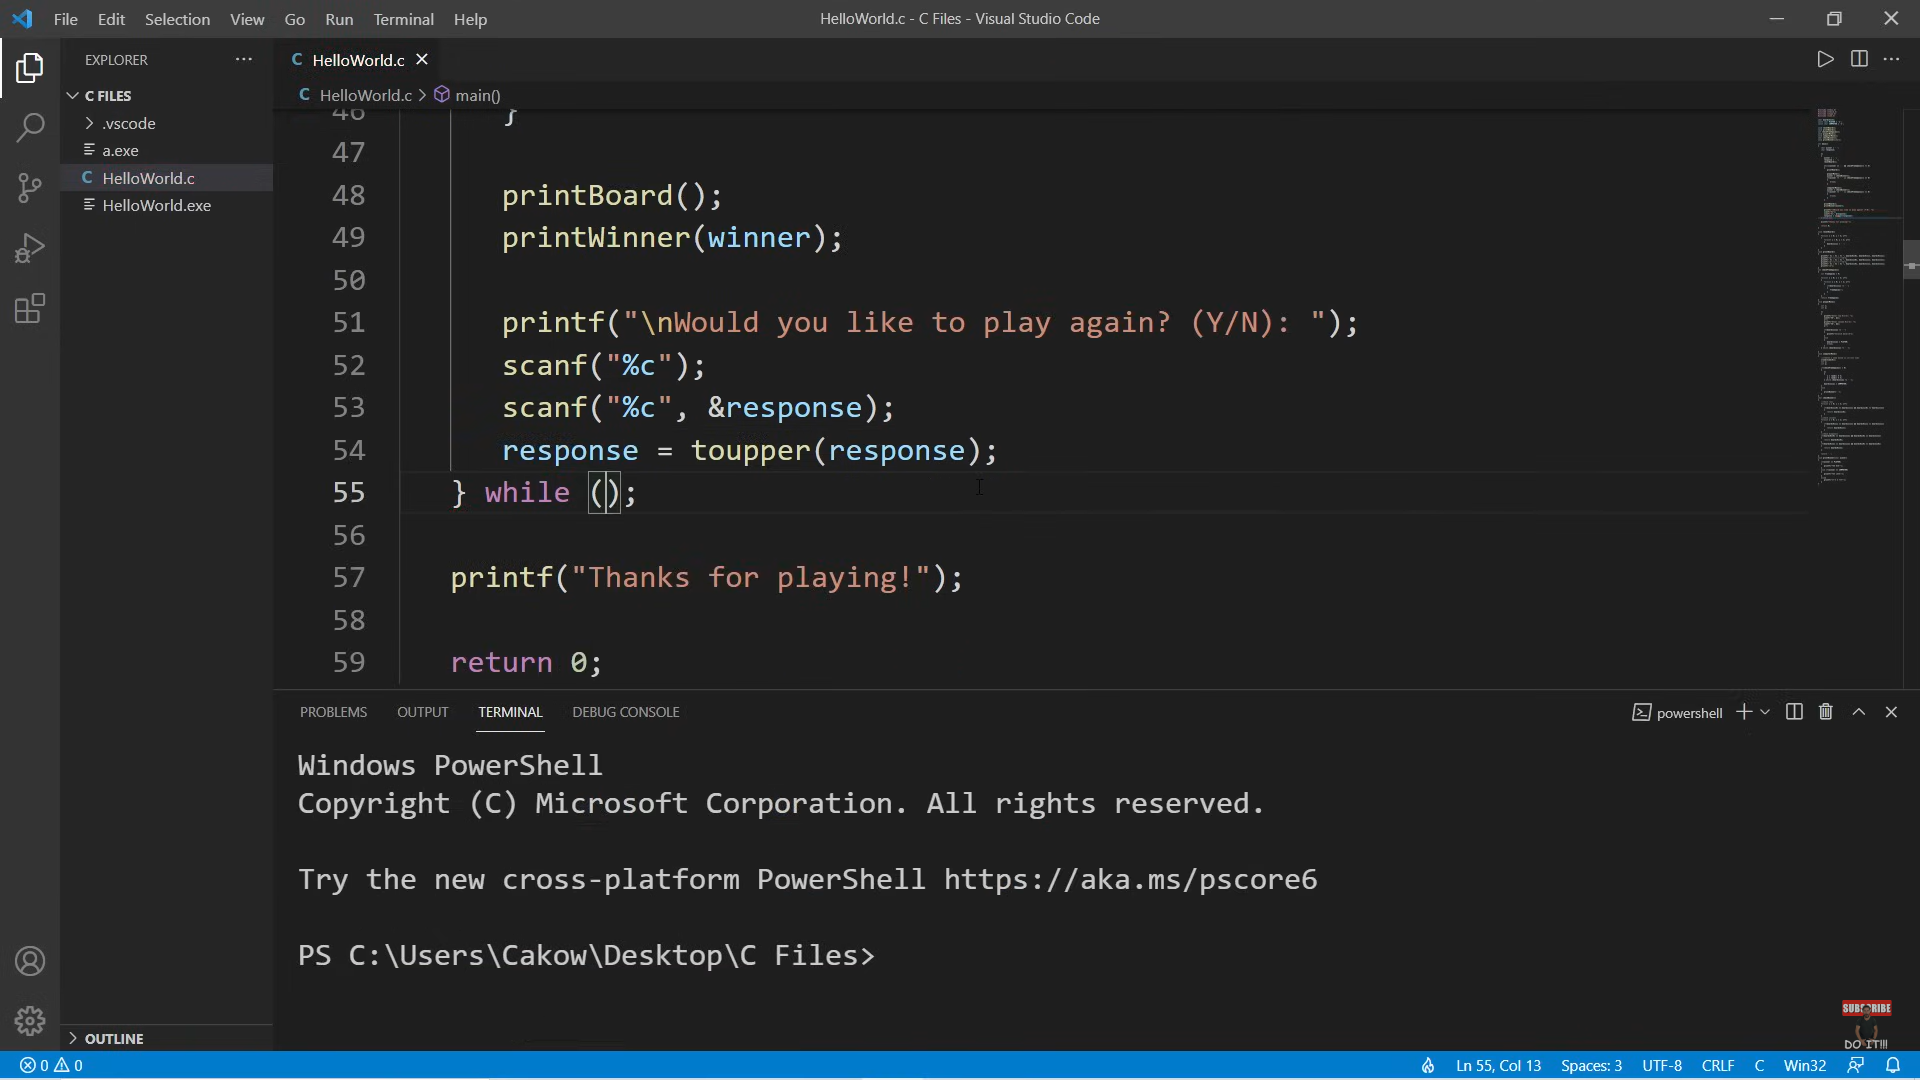 File Edit Selection View Go Run Terminal Help
HelloWorld.c - C Files - Visual Studio Code
EXPLORER
C FILES
.vscode
a.exe
HelloWorld.c
HelloWorld.exe
OUTLINE
HelloWorld.c
HelloWorld.c > main()
46 }
47
48 printBoard();
49 printWinner(winner);
50
51 printf("\nWould you like to play again? (Y/N): ");
52 scanf("%c");
53 scanf("%c", &response);
54 response = toupper(response);
55 } while ();
56
57 printf("Thanks for playing!");
58
59 return 0;
PROBLEMS OUTPUT TERMINAL DEBUG CONSOLE
powershell
Windows PowerShell
Copyright (C) Microsoft Corporation. All rights reserved.
Try the new cross-platform PowerShell https://aka.ms/pscore6
PS C:\Users\Cakow\Desktop\C Files>
SUBSCRIBE
DO IT!!!
0 0
Ln 55, Col 13 Spaces: 3 UTF-8 CRLF C Win32